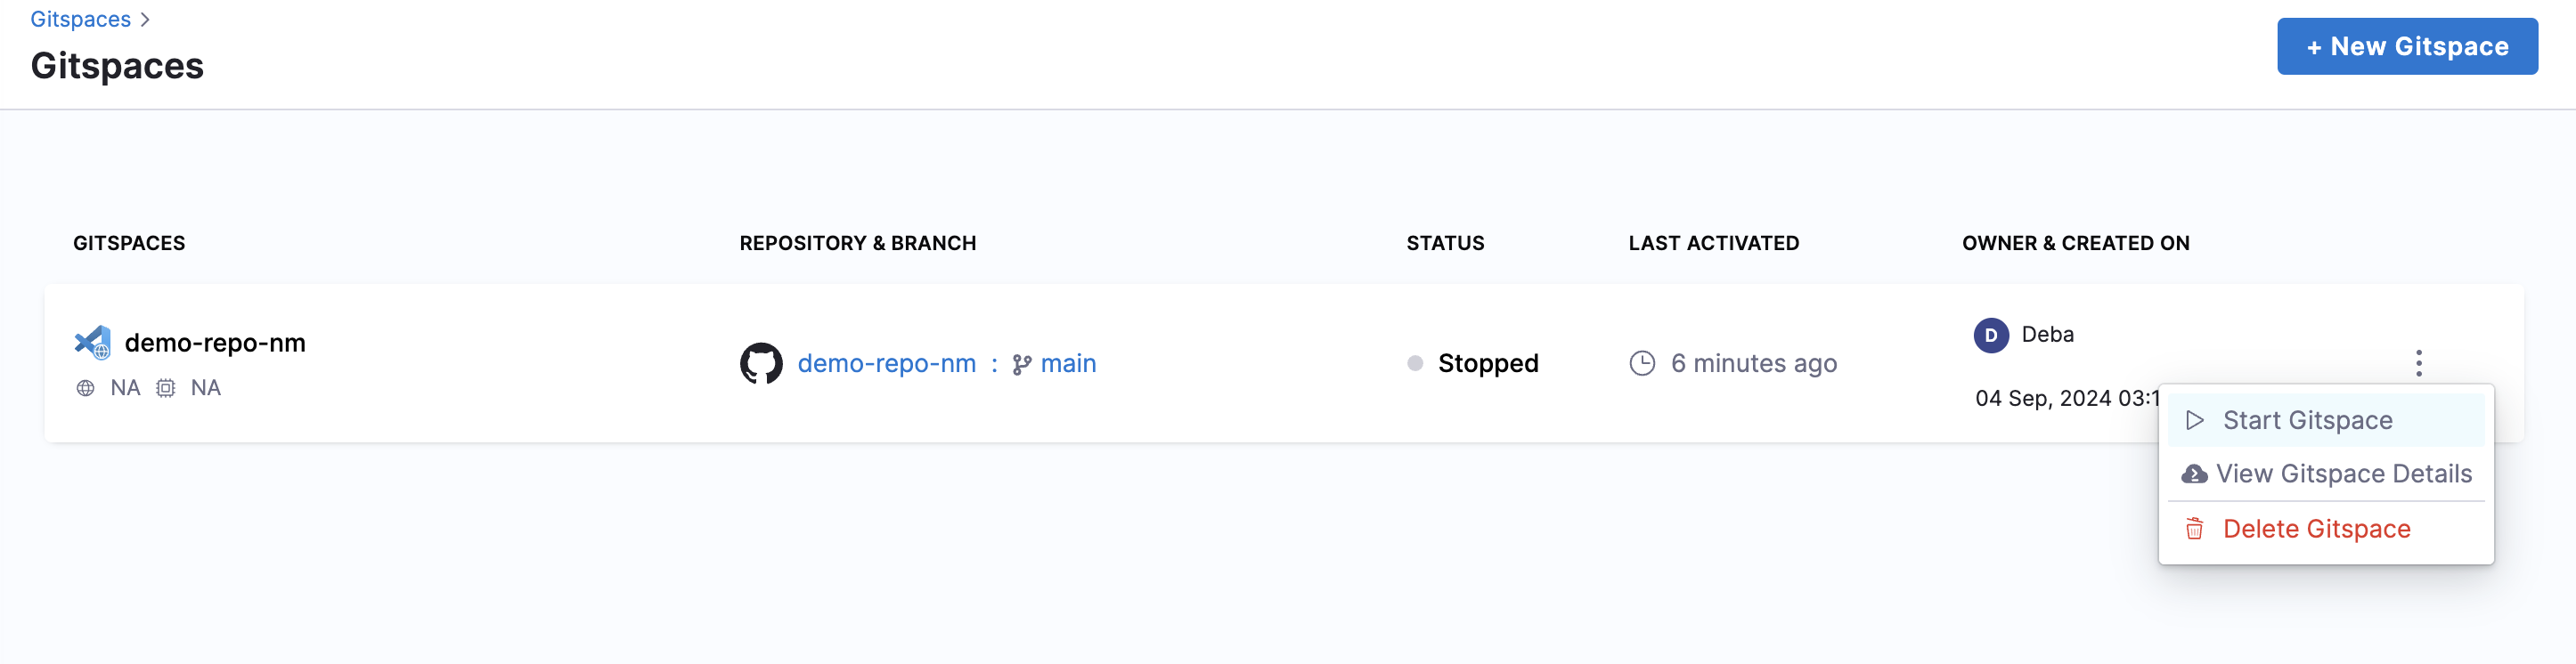 Gitspaces >
Gitspaces
+ New Gitspace
GITSPACES REPOSITORY & BRANCH STATUS LAST ACTIVATED OWNER & CREATED ON
demo-repo-nm
NA NA
demo-repo-nm : main
Stopped
6 minutes ago
D Deba
04 Sep, 2024 03:1
Start Gitspace
View Gitspace Details
Delete Gitspace